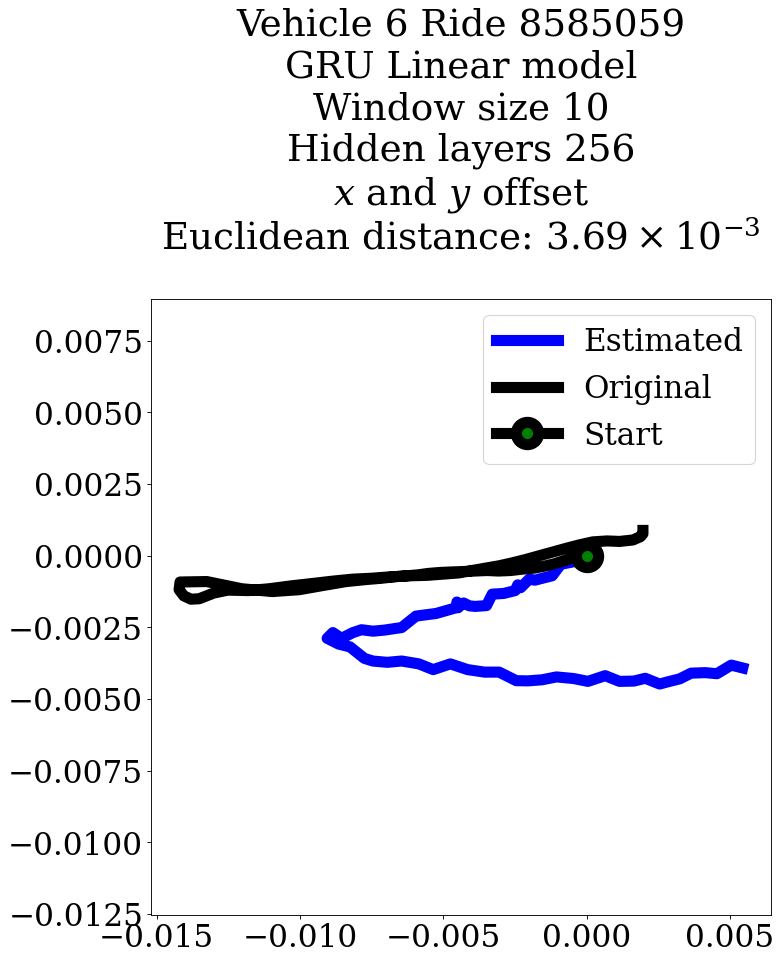 Vehicle 6 Ride 8585059
GRU Linear model
Window size 10
Hidden layers 256
x and y offset
Euclidean distance: 3.69 × 10⁻³
Estimated
Original
Start
0.0075
0.0050
0.0025
0.0000
−0.0025
−0.0050
−0.0075
−0.0100
−0.0125
−0.015 −0.010 −0.005 0.000 0.005